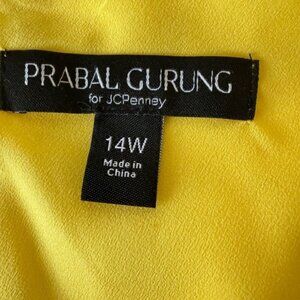 PRABAL GURUNG
for JCPenney
14W
Made in
China